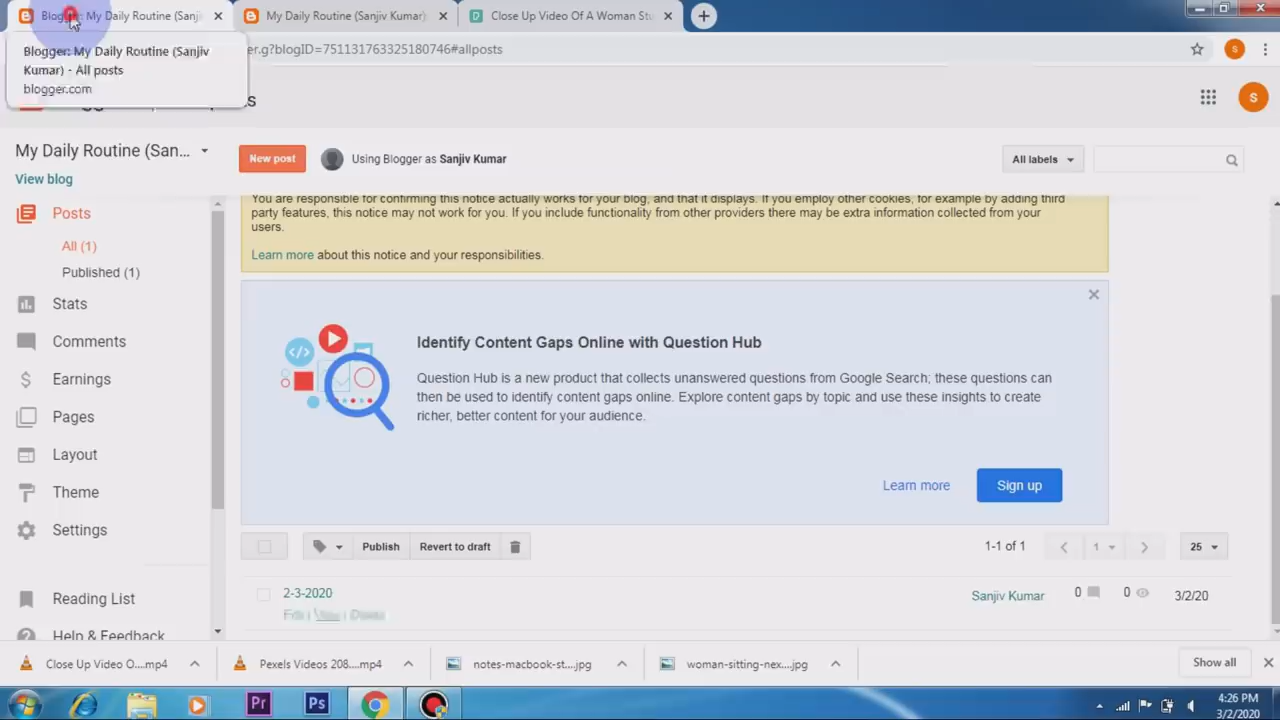 Blogger: My Daily Routine (Sanj
My Daily Routine (Sanjiv Kumar)
Close Up Video Of A Woman Stu
Blogger: My Daily Routine (Sanjiv
Kumar) - All posts
blogger.com
er.g?blogID=751131763325180746#allposts
S
S
My Daily Routine (San...
New post
Using Blogger as Sanjiv Kumar
All labels
View blog
Posts
All (1)
Published (1)
Stats
Comments
Earnings
Pages
Layout
Theme
Settings
Reading List
Help & Feedback
You are responsible for confirming this notice actually works for your blog, and that it displays. If you employ other cookies, for example by adding third
party features, this notice may not work for you. If you include functionality from other providers there may be extra information collected from your
users.
Learn more about this notice and your responsibilities.
Identify Content Gaps Online with Question Hub
Question Hub is a new product that collects unanswered questions from Google Search; these questions can
then be used to identify content gaps online. Explore content gaps by topic and use these insights to create
richer, better content for your audience.
Learn more
Sign up
Publish
Revert to draft
1-1 of 1
1
25
2-3-2020
Edit | View | Delete
Sanjiv Kumar
0
0
3/2/20
Close Up Video O....mp4
Pexels Videos 208....mp4
notes-macbook-st....jpg
woman-sitting-nex....jpg
Show all
Pr
Ps
4:26 PM
3/2/2020